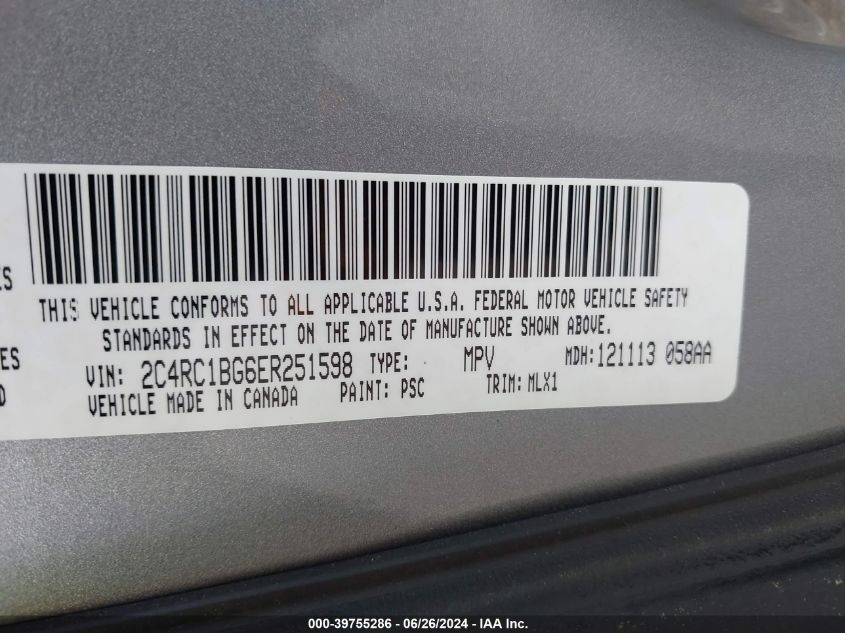 ES
THIS VEHICLE CONFORMS TO ALL APPLICABLE U.S.A. FEDERAL MOTOR VEHICLE SAFETY
STANDARDS IN EFFECT ON THE DATE OF MANUFACTURE SHOWN ABOVE.
ES
VIN: 2C4RC1BG6ER251598 TYPE: MPV MDH: 121113 058AA
D
VEHICLE MADE IN CANADA PAINT: PSC TRIM: MLX1
000-39755286 - 06/26/2024 - IAA Inc.